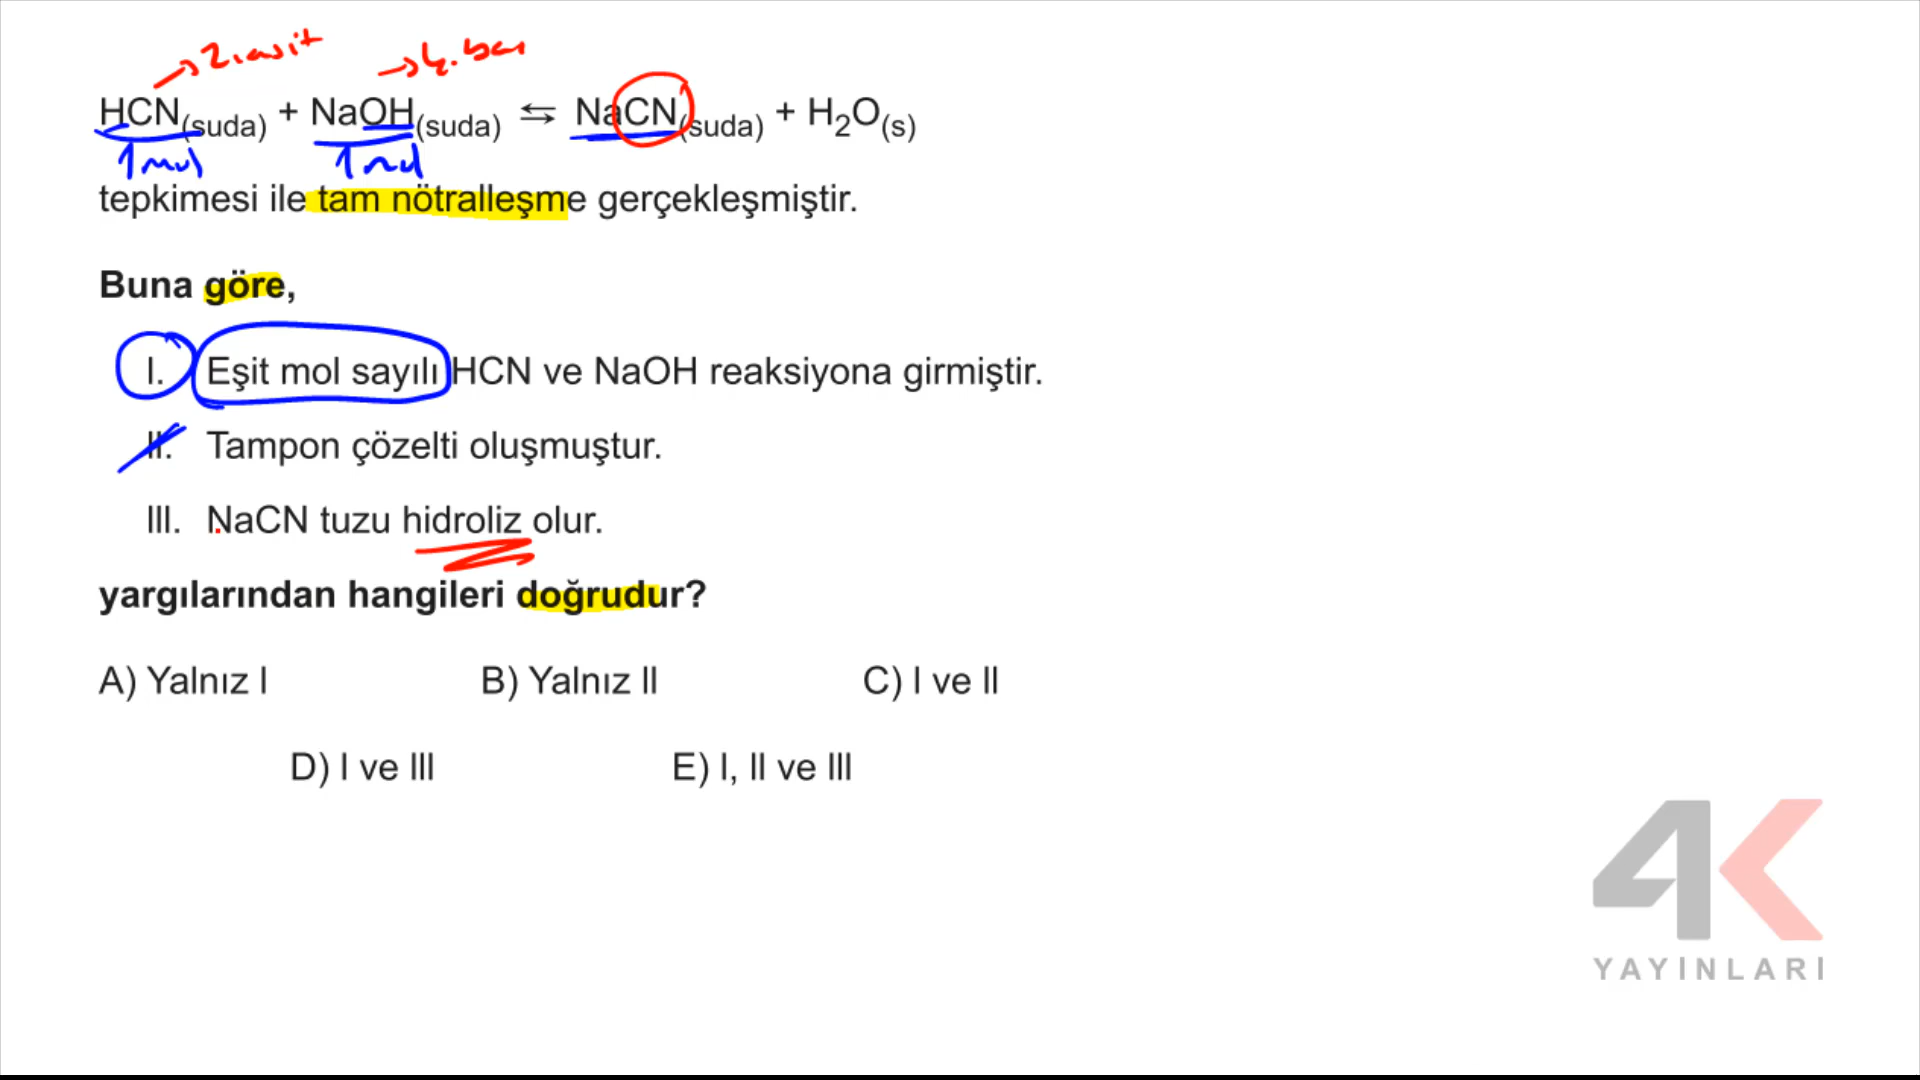 → z. asit → k. baz
HCN(suda) + NaOH(suda) ⇆ NaCN(suda) + H₂O(s)
1 mol 1 mol
tepkimesi ile tam nötralleşme gerçekleşmiştir.
Buna göre,
I. Eşit mol sayılı HCN ve NaOH reaksiyona girmiştir.
II. Tampon çözelti oluşmuştur.
III. NaCN tuzu hidroliz olur.
yargılarından hangileri doğrudur?
A) Yalnız I B) Yalnız II C) I ve II
D) I ve III E) I, II ve III
4K
YAYINLARI